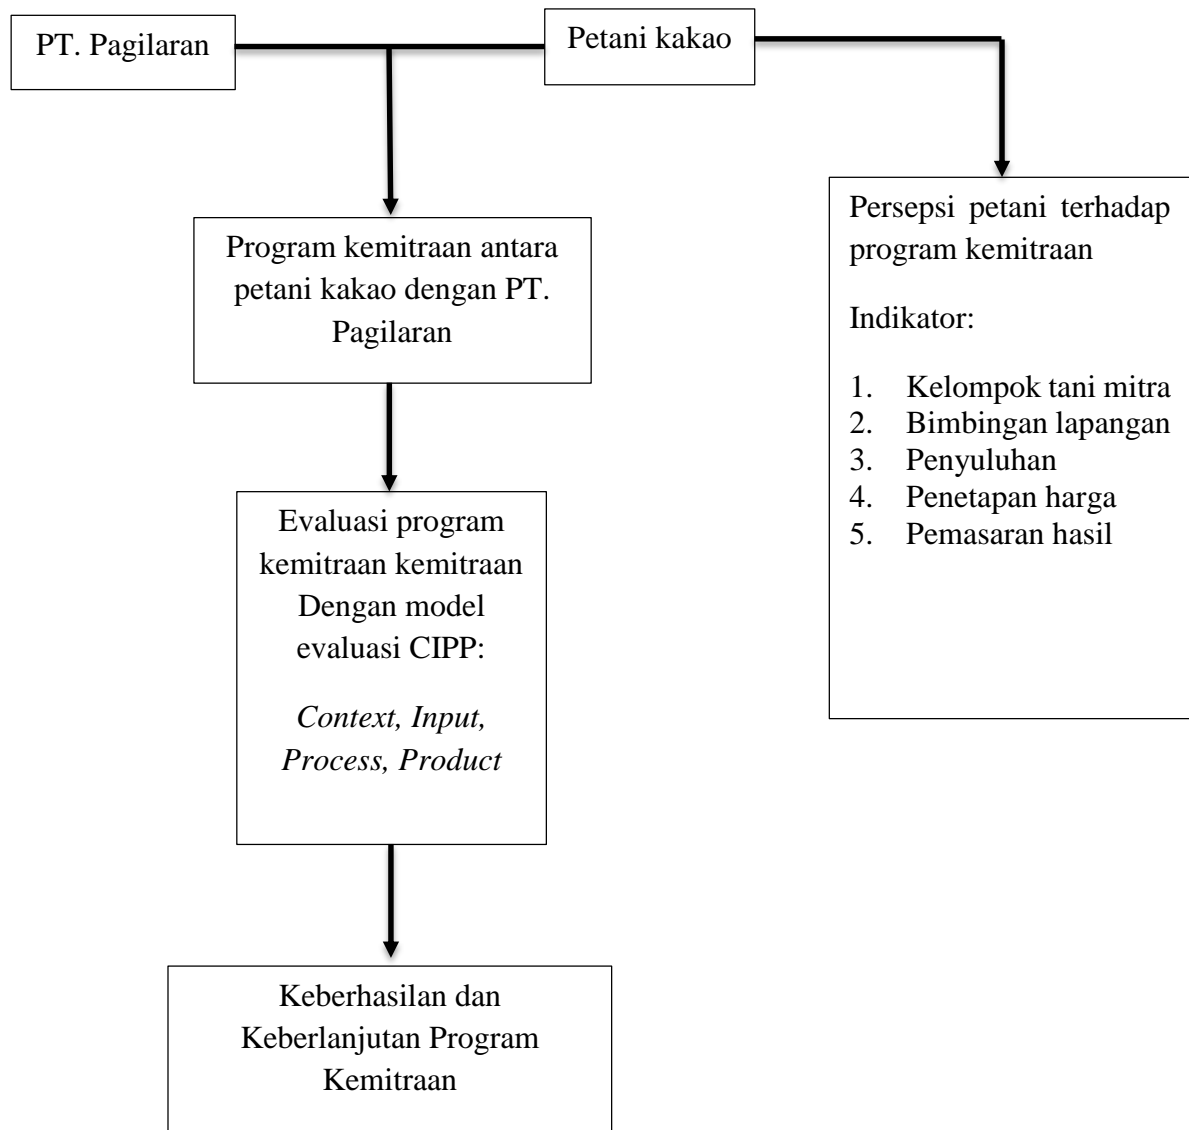 PT. Pagilaran
Petani kakao
Program kemitraan antara
petani kakao dengan PT.
Pagilaran
Persepsi petani terhadap
program kemitraan
Indikator:
1. Kelompok tani mitra
2. Bimbingan lapangan
3. Penyuluhan
4. Penetapan harga
5. Pemasaran hasil
Evaluasi program
kemitraan kemitraan
Dengan model
evaluasi CIPP:
Context, Input,
Process, Product
Keberhasilan dan
Keberlanjutan Program
Kemitraan